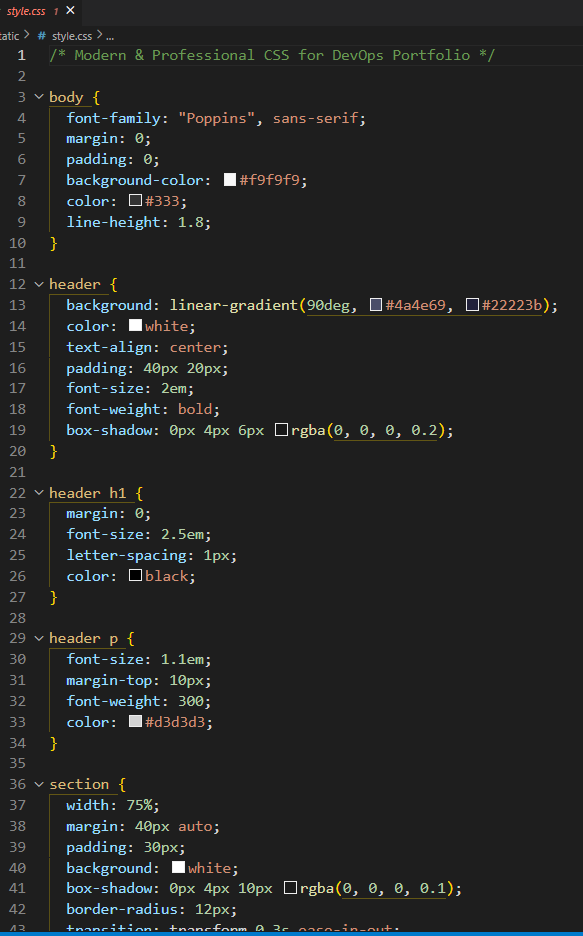 style.css 1 ×
tatic > # style.css > ...
1 /* Modern & Professional CSS for DevOps Portfolio */
2
3 body {
4 font-family: "Poppins", sans-serif;
5 margin: 0;
6 padding: 0;
7 background-color: #f9f9f9;
8 color: #333;
9 line-height: 1.8;
10 }
11
12 header {
13 background: linear-gradient(90deg, #4a4e69, #22223b);
14 color: white;
15 text-align: center;
16 padding: 40px 20px;
17 font-size: 2em;
18 font-weight: bold;
19 box-shadow: 0px 4px 6px rgba(0, 0, 0, 0.2);
20 }
21
22 header h1 {
23 margin: 0;
24 font-size: 2.5em;
25 letter-spacing: 1px;
26 color: black;
27 }
28
29 header p {
30 font-size: 1.1em;
31 margin-top: 10px;
32 font-weight: 300;
33 color: #d3d3d3;
34 }
35
36 section {
37 width: 75%;
38 margin: 40px auto;
39 padding: 30px;
40 background: white;
41 box-shadow: 0px 4px 10px rgba(0, 0, 0, 0.1);
42 border-radius: 12px;
43 transition: transform 0.3s ease-in-out;